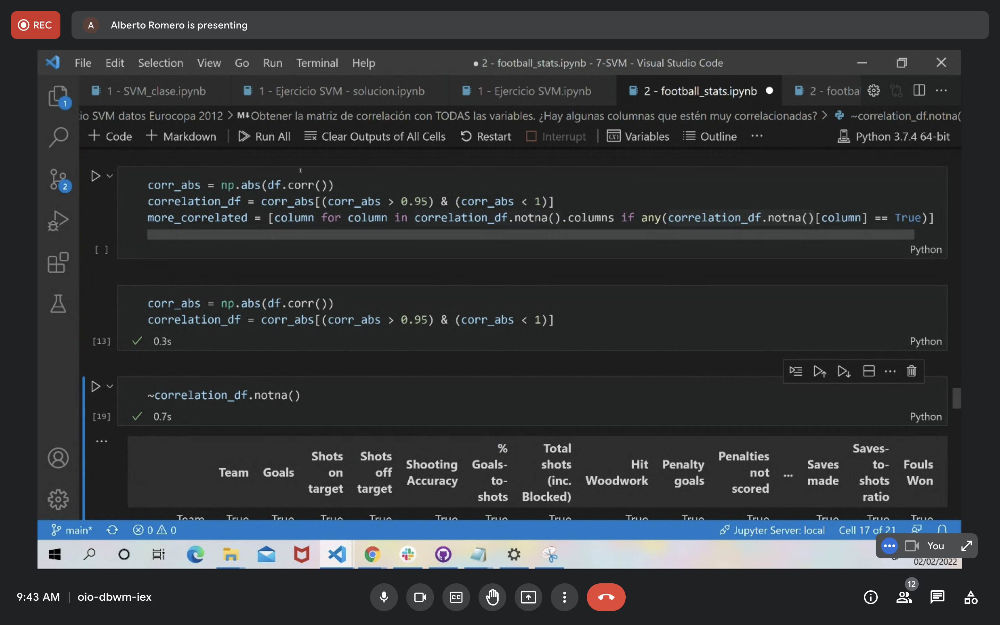 REC
A
Alberto Romero is presenting
File Edit Selection View Go Run Terminal Help
● 2 - football_stats.ipynb - 7-SVM - Visual Studio Code
1 - SVM_clase.ipynb
1 - Ejercicio SVM - solucion.ipynb
1 - Ejercicio SVM.ipynb
2 - football_stats.ipynb
2 - footba
1
io SVM datos Eurocopa 2012 > M↓Obtener la matriz de correlación con TODAS las variables. ¿Hay algunas columnas que estén muy correlacionadas? > ~correlation_df.notna(
+ Code + Markdown | Run All Clear Outputs of All Cells Restart Interrupt | Variables Outline ··· Python 3.7.4 64-bit
corr_abs = np.abs(df.corr())
2
correlation_df = corr_abs[(corr_abs > 0.95) & (corr_abs < 1)]
more_correlated = [column for column in correlation_df.notna().columns if any(correlation_df.notna()[column] == True)]
[ ]
Python
corr_abs = np.abs(df.corr())
correlation_df = corr_abs[(corr_abs > 0.95) & (corr_abs < 1)]
[13] ✓ 0.3s Python
~correlation_df.notna()
[19] ✓ 0.7s Python
...
Team
Goals
Shots
on
target
Shots
off
target
Shooting
Accuracy
%
Goals-
to-
shots
Total
shots
(inc.
Blocked)
Hit
Woodwork
Penalty
goals
Penalties
not
scored
...
Saves
made
Saves-
to-
shots
ratio
Fouls
Won
Team True True True True True True True True True True True True True
main* 0 0 Jupyter Server: local Cell 17 of 21
You
02/02/2022
9:43 AM | oio-dbwm-iex
CC
12